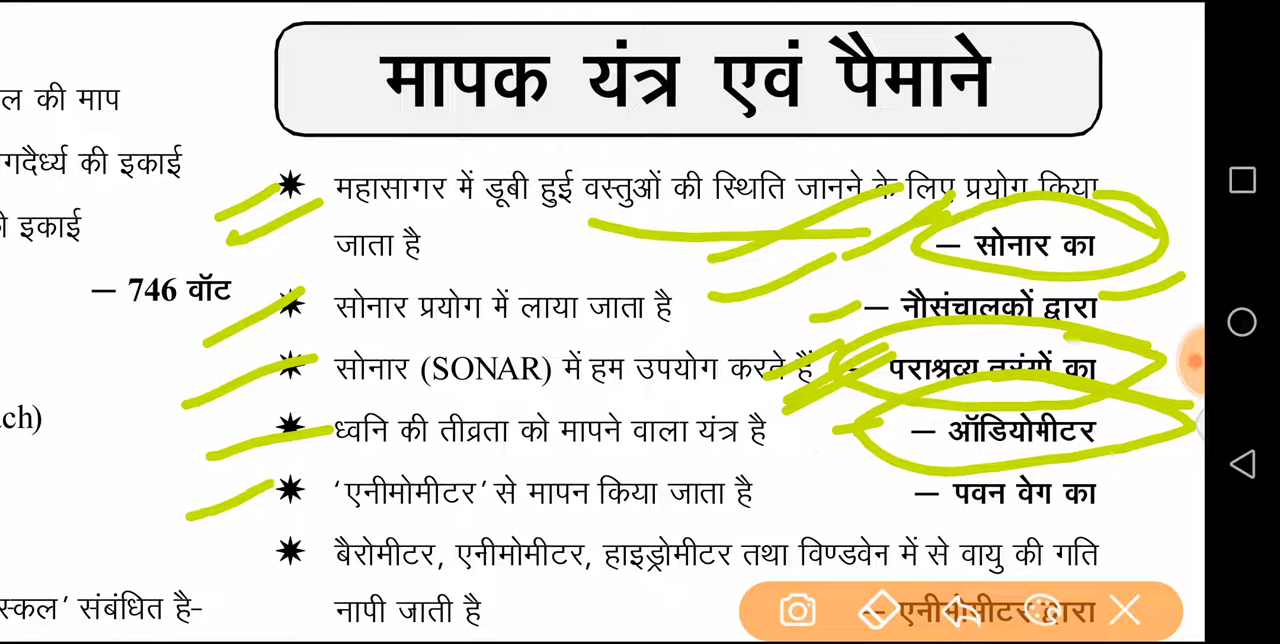 ल की माप
गदैर्ध्य की इकाई
इकाई
– 746 वॉट
ch)
स्कल’ संबंधित है-
मापक यंत्र एवं पैमाने
✷ महासागर में डूबी हुई वस्तुओं की स्थिति जानने के लिए प्रयोग किया
जाता है – सोनार का
✷ सोनार प्रयोग में लाया जाता है – नौसंचालकों द्वारा
✷ सोनार (SONAR) में हम उपयोग करते हैं – पराश्रव्य तरंगों का
✷ ध्वनि की तीव्रता को मापने वाला यंत्र है – ऑडियोमीटर
✷ ‘एनीमोमीटर’ से मापन किया जाता है – पवन वेग का
✷ बैरोमीटर, एनीमोमीटर, हाइड्रोमीटर तथा विण्डवेन में से वायु की गति
नापी जाती है – एनीमोमीटर द्वारा